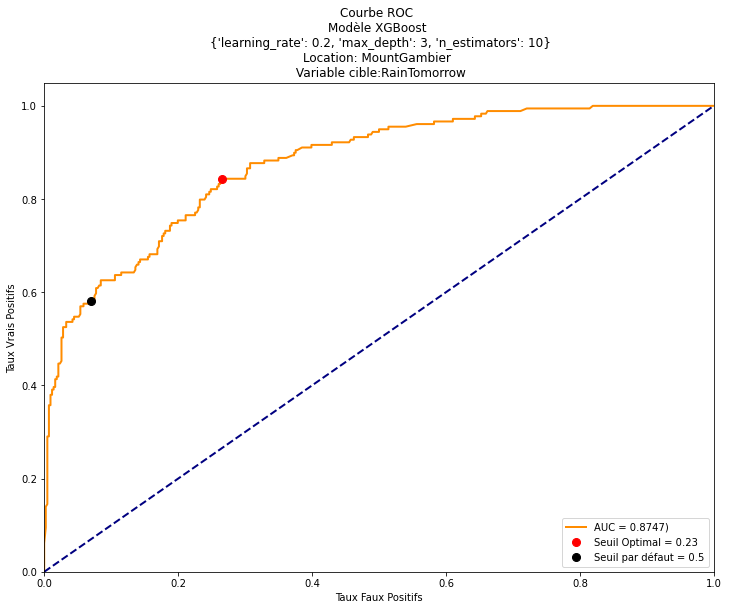 Courbe ROC
Modèle XGBoost
{'learning_rate': 0.2, 'max_depth': 3, 'n_estimators': 10}
Location: MountGambier
Variable cible:RainTomorrow
Taux Vrais Positifs
1.0
0.8
0.6
0.4
0.2
0.0
0.0 0.2 0.4 0.6 0.8 1.0
Taux Faux Positifs
AUC = 0.8747)
Seuil Optimal = 0.23
Seuil par défaut = 0.5